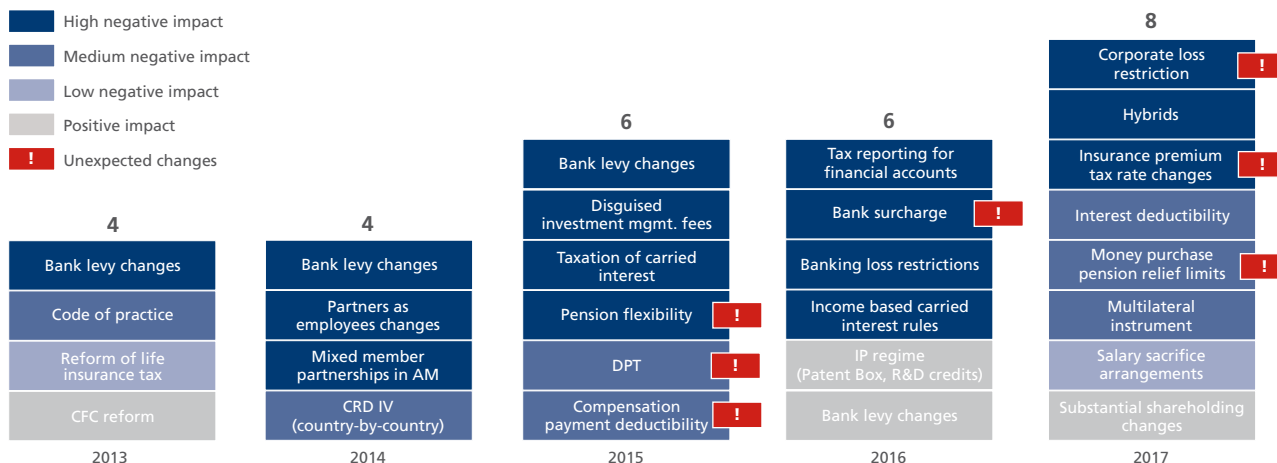 High negative impact
Medium negative impact
Low negative impact
Positive impact
! Unexpected changes
4
Bank levy changes
Code of practice
Reform of life
insurance tax
CFC reform
2013
4
Bank levy changes
Partners as
employees changes
Mixed member
partnerships in AM
CRD IV
(country-by-country)
2014
6
Bank levy changes
Disguised
investment mgmt. fees
Taxation of carried
interest
Pension flexibility !
DPT !
Compensation
payment deductibility !
2015
6
Tax reporting for
financial accounts
Bank surcharge !
Banking loss restrictions
Income based carried
interest rules
IP regime
(Patent Box, R&D credits)
Bank levy changes
2016
8
Corporate loss
restriction !
Hybrids
Insurance premium
tax rate changes !
Interest deductibility
Money purchase
pension relief limits !
Multilateral
instrument
Salary sacrifice
arrangements
Substantial shareholding
changes
2017